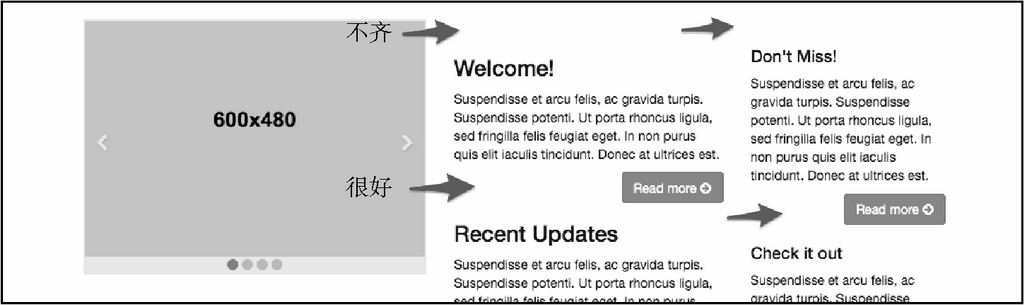 不齐
600x480
很好
Welcome!
Suspendisse et arcu felis, ac gravida turpis.
Suspendisse potenti. Ut porta rhoncus ligula,
sed fringilla felis feugiat eget. In non purus
quis elit iaculis tincidunt. Donec at ultrices est.
Read more
Recent Updates
Suspendisse et arcu felis, ac gravida turpis.
Suspendisse potenti. Ut porta rhoncus ligula,
Don't Miss!
Suspendisse et arcu felis, ac
gravida turpis. Suspendisse
potenti. Ut porta rhoncus ligula,
sed fringilla felis feugiat eget. In
non purus quis elit iaculis
tincidunt. Donec at ultrices est.
Read more
Check it out
Suspendisse et arcu felis, ac
gravida turpis. Suspendisse